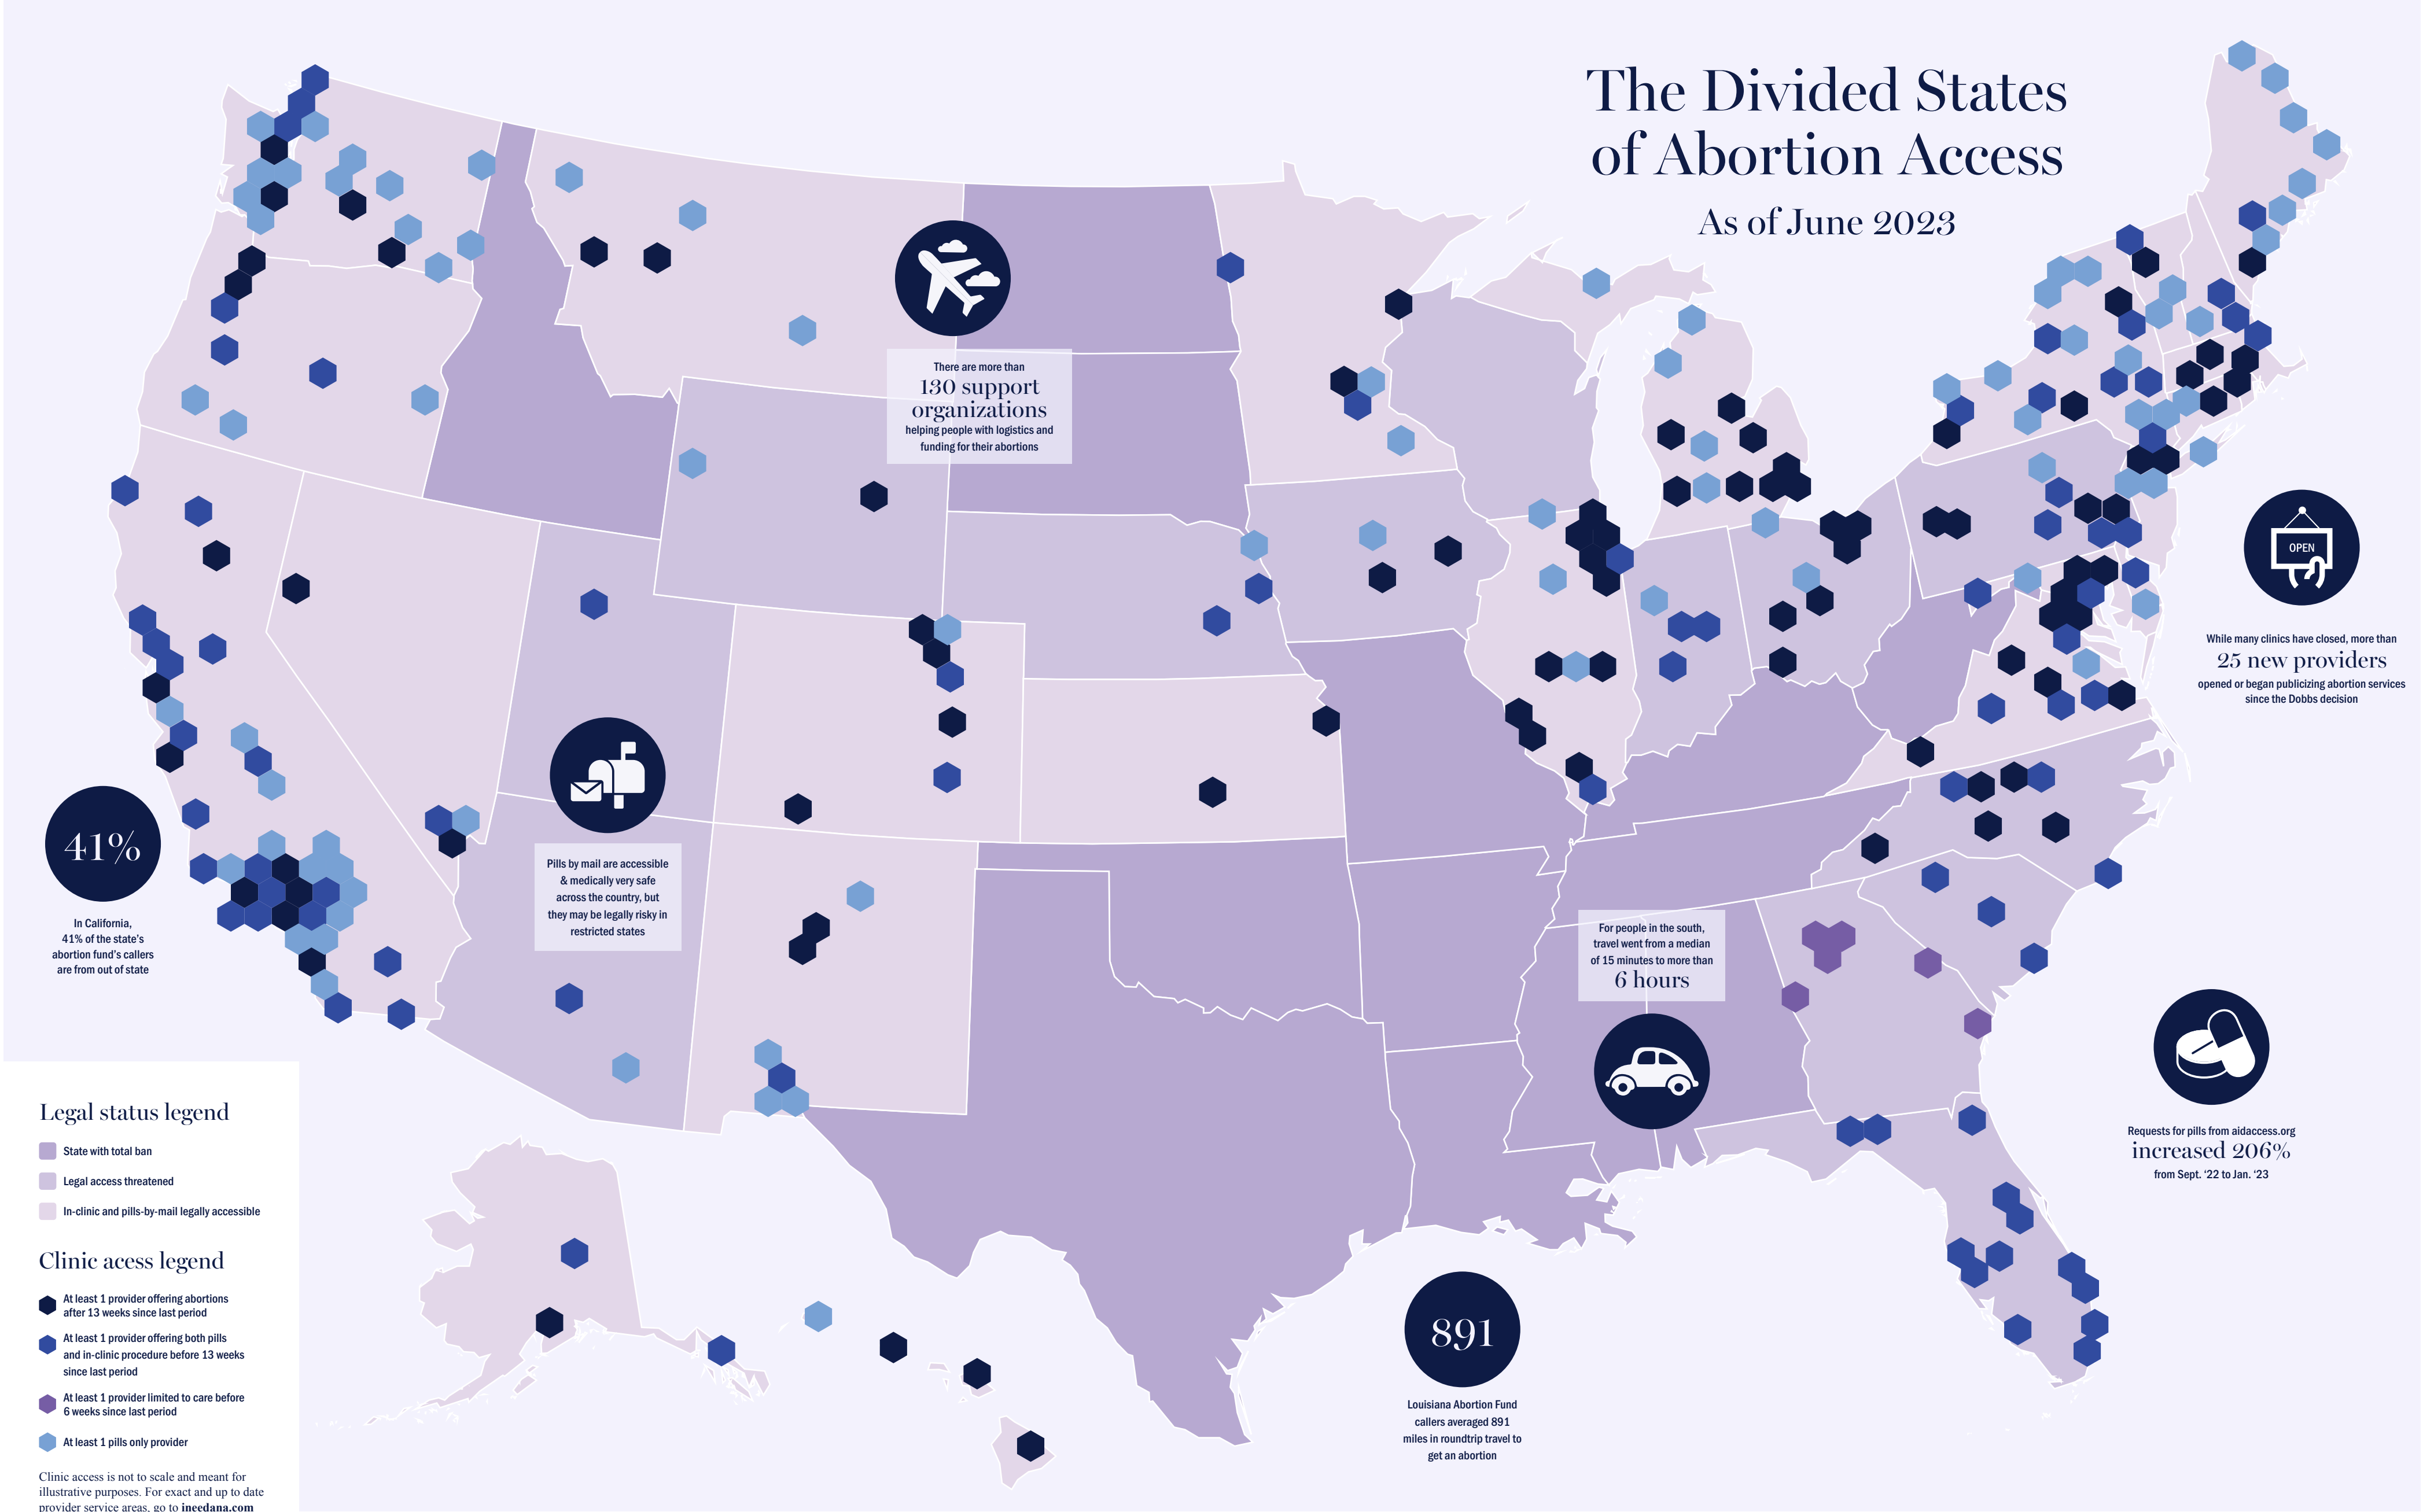 The Divided States
of Abortion Access
As of June 2023
There are more than
130 support
organizations
helping people with logistics and
funding for their abortions
OPEN
While many clinics have closed, more than
25 new providers
opened or began publicizing abortion services
since the Dobbs decision
41%
In California,
41% of the state's
abortion fund's callers
are from out of state
Pills by mail are accessible
& medically very safe
across the country, but
they may be legally risky in
restricted states
For people in the south,
travel went from a median
of 15 minutes to more than
6 hours
Requests for pills from aidaccess.org
increased 206%
from Sept. '22 to Jan. '23
891
Louisiana Abortion Fund
callers averaged 891
miles in roundtrip travel to
get an abortion
Legal status legend
State with total ban
Legal access threatened
In-clinic and pills-by-mail legally accessible
Clinic acess legend
At least 1 provider offering abortions
after 13 weeks since last period
At least 1 provider offering both pills
and in-clinic procedure before 13 weeks
since last period
At least 1 provider limited to care before
6 weeks since last period
At least 1 pills only provider
Clinic access is not to scale and meant for
illustrative purposes. For exact and up to date
provider service areas, go to ineedana.com